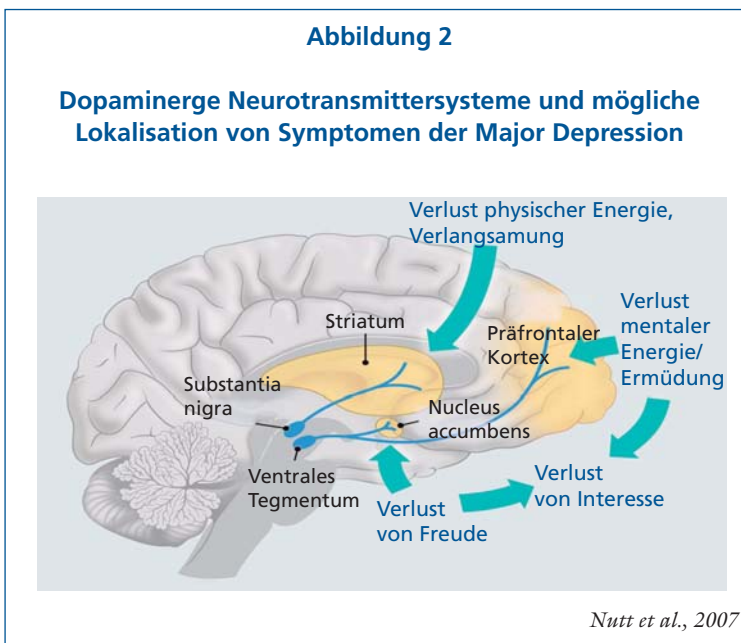 Abbildung 2
Dopaminerge Neurotransmittersysteme und mögliche
Lokalisation von Symptomen der Major Depression
Verlust physischer Energie,
Verlangsamung
Striatum
Präfrontaler
Kortex
Verlust
mentaler
Energie/
Ermüdung
Substantia
nigra
Nucleus
accumbens
Ventrales
Tegmentum
Verlust
von Freude
Verlust
von Interesse
Nutt et al., 2007